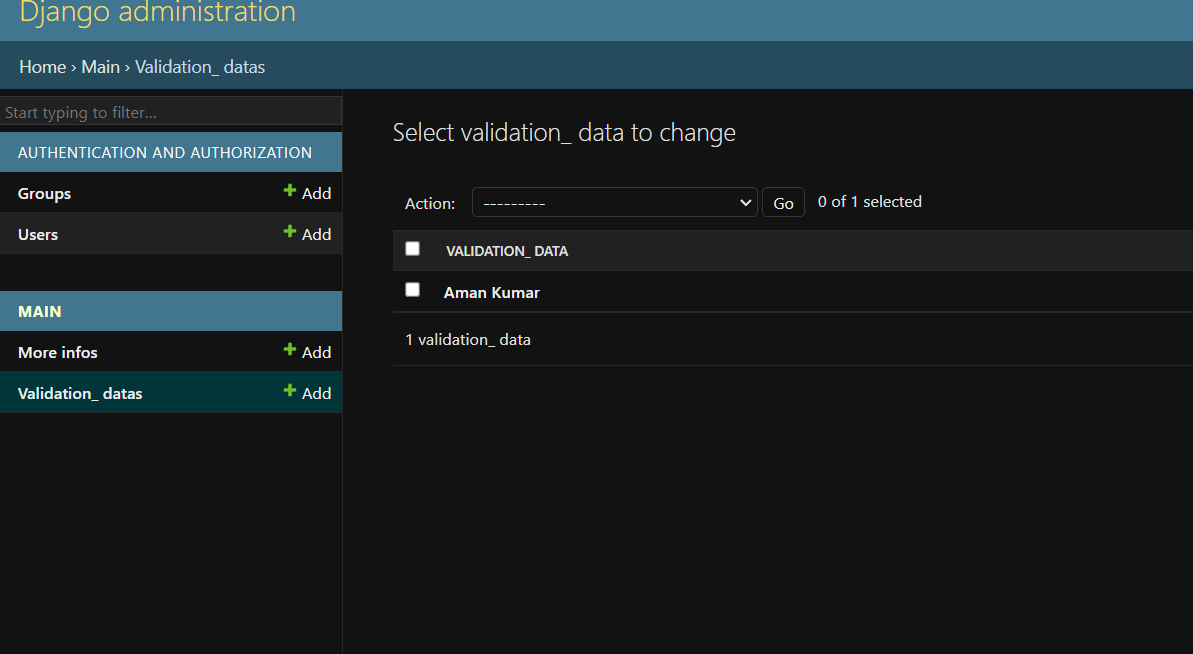 Django administration
Home › Main › Validation_ datas
Start typing to filter...
AUTHENTICATION AND AUTHORIZATION
Groups + Add
Users + Add
MAIN
More infos + Add
Validation_ datas + Add
Select validation_ data to change
Action: --------- Go 0 of 1 selected
VALIDATION_ DATA
Aman Kumar
1 validation_ data